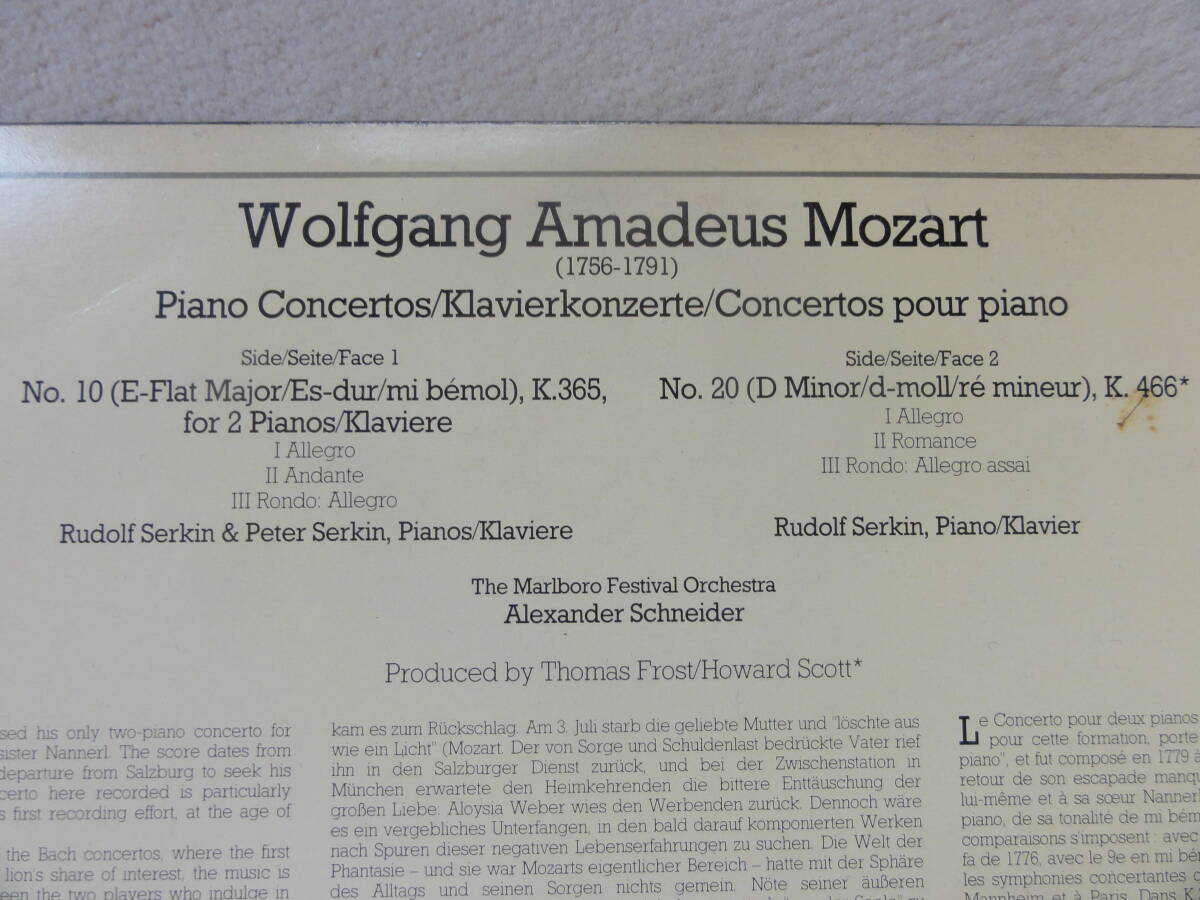 Wolfgang Amadeus Mozart
(1756-1791)
Piano Concertos/Klavierkonzerte/Concertos pour piano
Side/Seite/Face 1
No. 10 (E-Flat Major/Es-dur/mi bémol), K.365,
for 2 Pianos/Klaviere
I Allegro
II Andante
III Rondo: Allegro
Rudolf Serkin & Peter Serkin, Pianos/Klaviere
Side/Seite/Face 2
No. 20 (D Minor/d-moll/ré mineur), K. 466*
I Allegro
II Romance
III Rondo: Allegro assai
Rudolf Serkin, Piano/Klavier
The Marlboro Festival Orchestra
Alexander Schneider
Produced by Thomas Frost/Howard Scott*
sed his only two-piano concerto for
sister Nannerl. The score dates from
departure from Salzburg to seek his
certo here recorded is particularly
s first recording effort, at the age of
the Bach concertos, where the first
lion's share of interest, the music is
een the two players who indulge in
kam es zum Rückschlag. Am 3. Juli starb die geliebte Mutter und "löschte aus
wie ein Licht" (Mozart. Der von Sorge und Schuldenlast bedrückte Vater rief
ihn in den Salzburger Dienst zurück, und bei der Zwischenstation in
München erwartete den Heimkehrenden die bittere Enttäuschung der
großen Liebe: Aloysia Weber wies den Werbenden zurück. Dennoch wäre
es ein vergebliches Unterfangen, in den bald darauf komponierten Werken
nach Spuren dieser negativen Lebenserfahrungen zu suchen. Die Welt der
Phantasie – und sie war Mozarts eigentlicher Bereich – hatte mit der Sphäre
des Alltags und seinen Sorgen nichts gemein. Nöte seiner äußeren
Le Concerto pour deux pianos
pour cette formation, porte
piano", et fut composé en 1779 a
retour de son escapade manqu
lui-même et à sa sœur Nannerl
piano, de sa tonalité de mi bém
comparaisons s'imposent : avec
fa de 1776, avec le 9e en mi bé
les symphonies concertantes d
Mannheim et à Paris. Dans K.